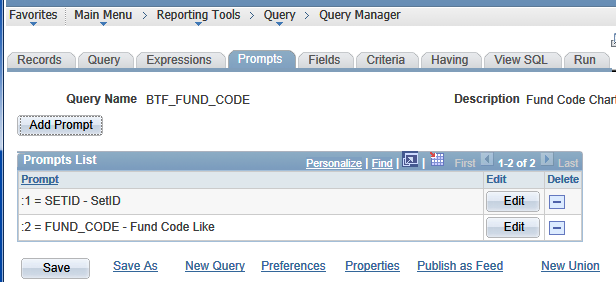 Favorites Main Menu > Reporting Tools > Query > Query Manager
Records Query Expressions Prompts Fields Criteria Having View SQL Run
Query Name BTF_FUND_CODE Description Fund Code Chart
Add Prompt
Prompts List Personalize | Find | | First 1-2 of 2 Last
Prompt Edit Delete
:1 = SETID - SetID Edit
:2 = FUND_CODE - Fund Code Like Edit
Save Save As New Query Preferences Properties Publish as Feed New Union